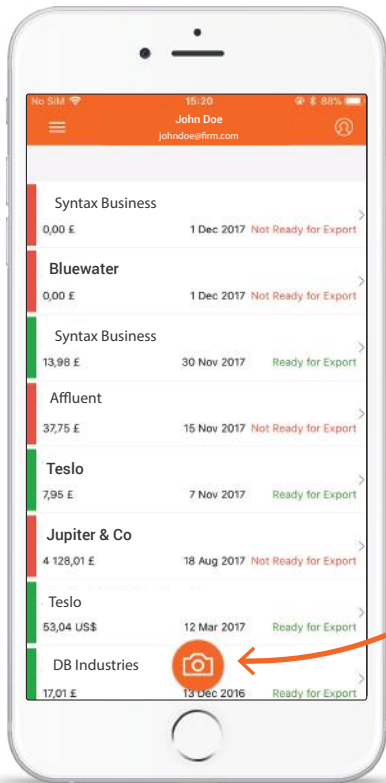 No SIM 15:20 88%
John Doe
johndoe@firm.com
Syntax Business
0,00 £ 1 Dec 2017 Not Ready for Export
Bluewater
0,00 £ 1 Dec 2017 Not Ready for Export
Syntax Business
13,98 £ 30 Nov 2017 Ready for Export
Affluent
37,75 £ 15 Nov 2017 Not Ready for Export
Teslo
7,95 £ 7 Nov 2017 Ready for Export
Jupiter & Co
4 128,01 £ 18 Aug 2017 Not Ready for Export
Teslo
53,04 US$ 12 Mar 2017 Ready for Export
DB Industries
17,01 £ 13 Dec 2016 Ready for Export